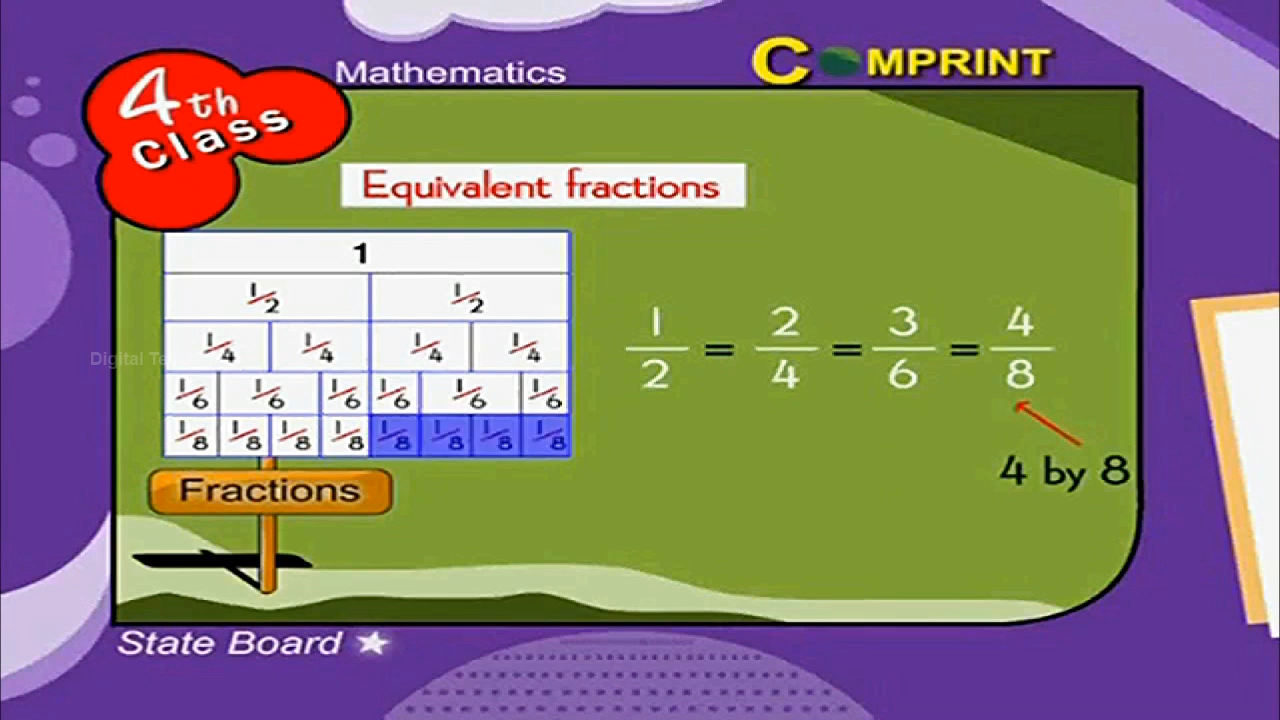 Mathematics
COMPRINT
4th
Class
Equivalent fractions
1
1/2 1/2
1/4 1/4 1/4 1/4
1/6 1/6 1/6 1/6 1/6 1/6
1/8 1/8 1/8 1/8 1/8 1/8 1/8 1/8
1/2 = 2/4 = 3/6 = 4/8
4 by 8
Digital
Fractions
State Board